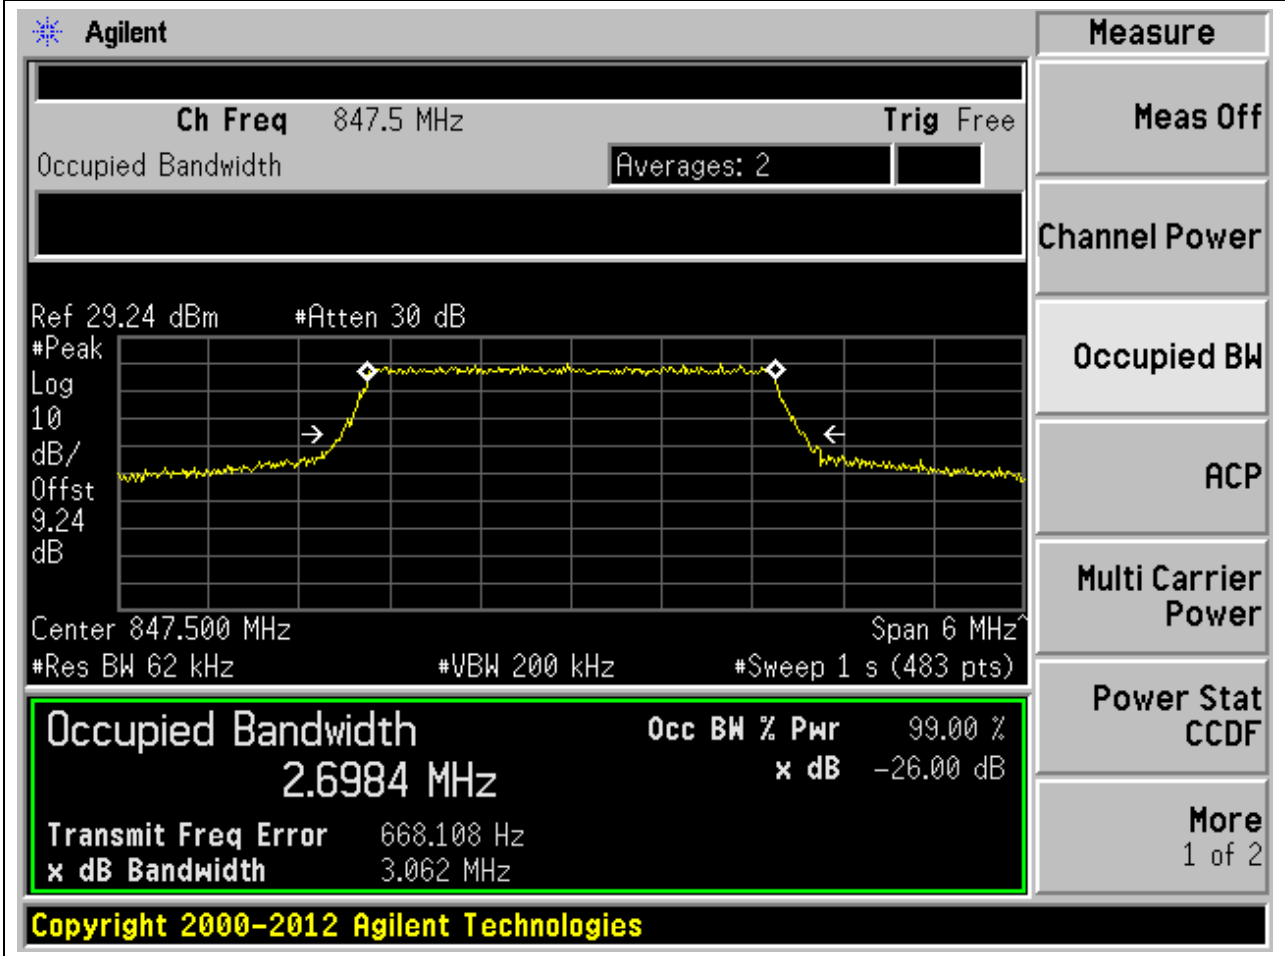 Agilent
Measure
Ch Freq 847.5 MHz Trig Free
Occupied Bandwidth Averages: 2
Meas Off
Channel Power
Occupied BW
ACP
Multi Carrier
Power
Power Stat
CCDF
More
1 of 2
Ref 29.24 dBm #Atten 30 dB
#Peak
Log
10
dB/
Offst
9.24
dB
Center 847.500 MHz Span 6 MHz^
#Res BW 62 kHz #VBW 200 kHz #Sweep 1 s (483 pts)
Occupied Bandwidth Occ BW % Pwr 99.00 %
2.6984 MHz x dB -26.00 dB
Transmit Freq Error 668.108 Hz
x dB Bandwidth 3.062 MHz
Copyright 2000-2012 Agilent Technologies